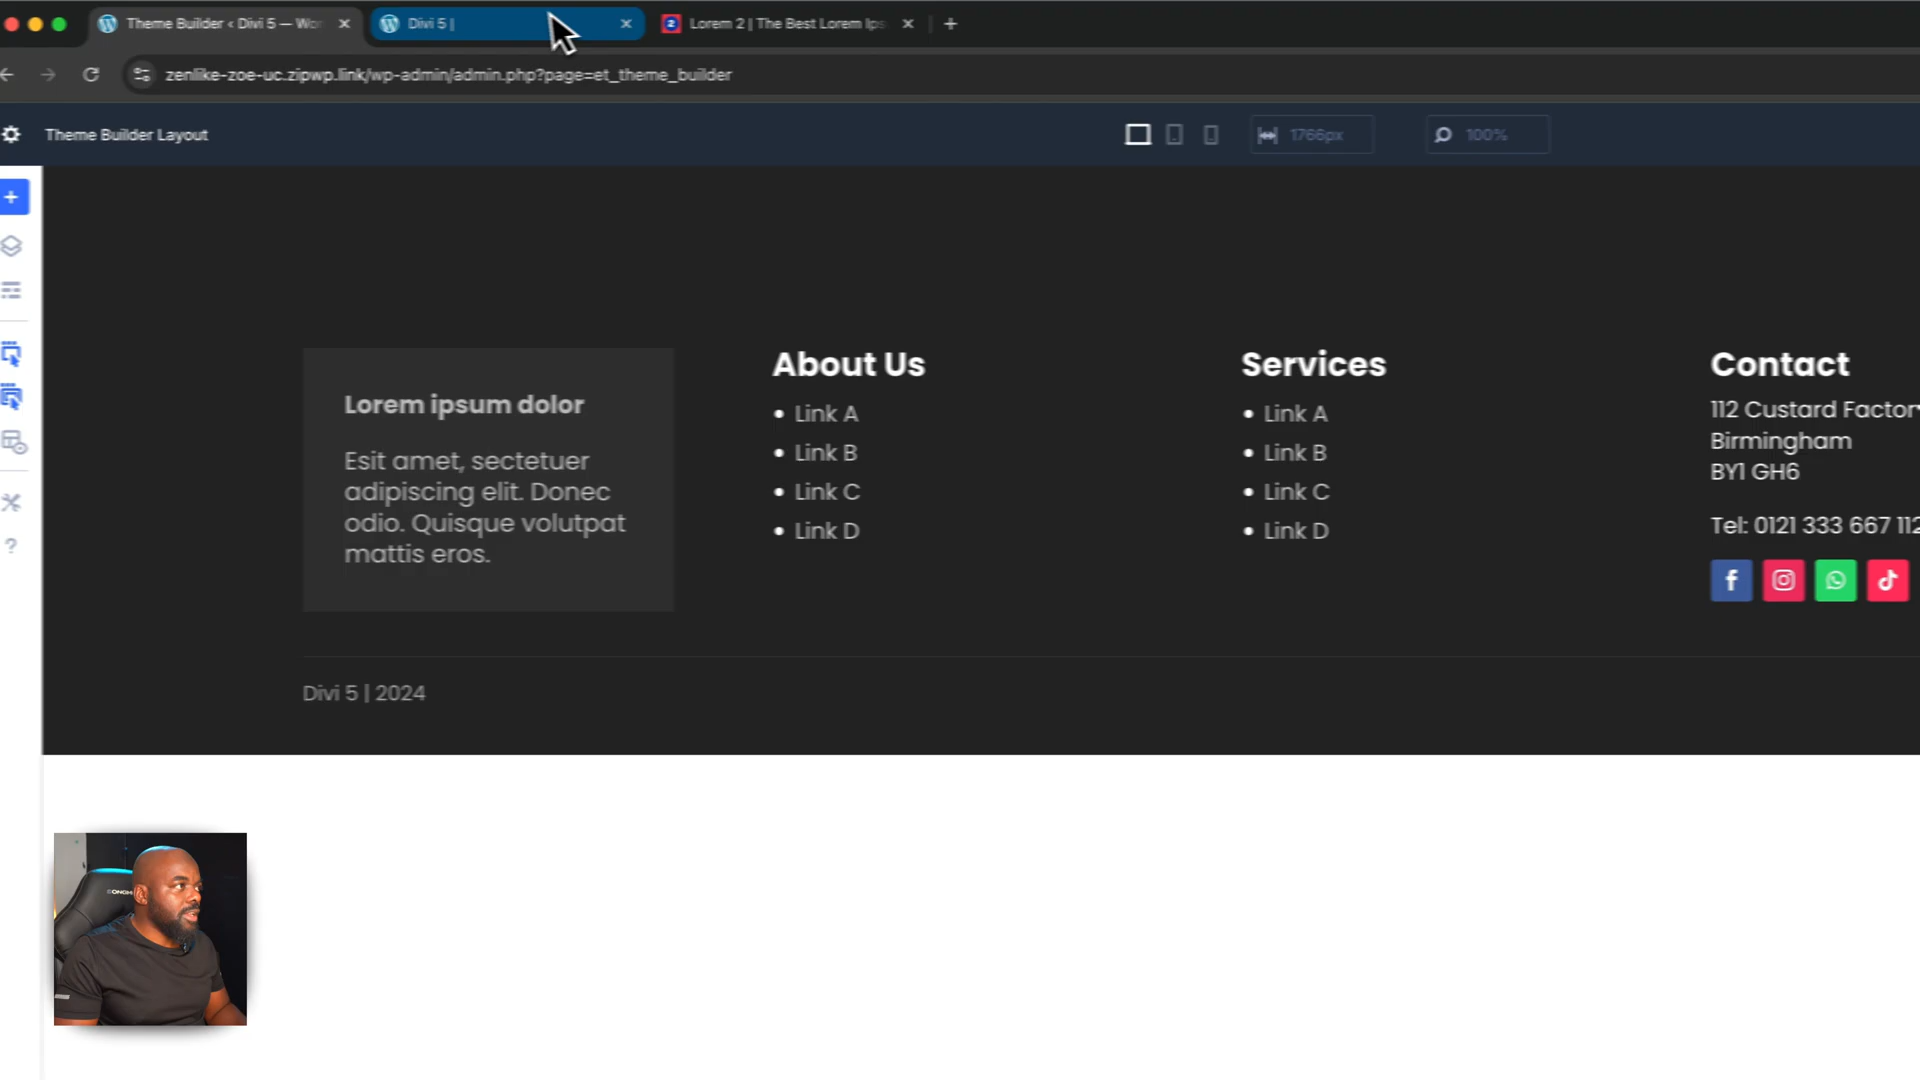 Theme Builder < Divi 5 — Wo
Divi 5 |
Lorem 2 | The Best Lorem Ips
zenlike-zoe-uc.zipwp.link/wp-admin/admin.php?page=et_theme_builder
Theme Builder Layout
1766px
100%
Lorem ipsum dolor
Esit amet, sectetuer
adipiscing elit. Donec
odio. Quisque volutpat
mattis eros.
About Us
• Link A
• Link B
• Link C
• Link D
Services
• Link A
• Link B
• Link C
• Link D
Contact
112 Custard Factory
Birmingham
BY1 GH6
Tel: 0121 333 667 112
Divi 5 | 2024